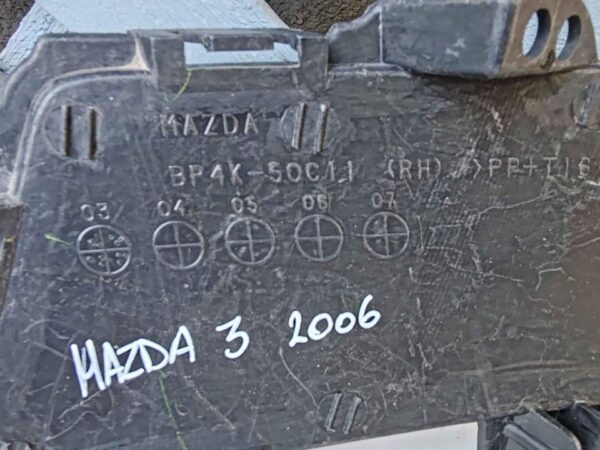 MAZDA
BP4K-50C11 (RH) >PP+T16
03 04 05 06 07
MAZDA 3 2006